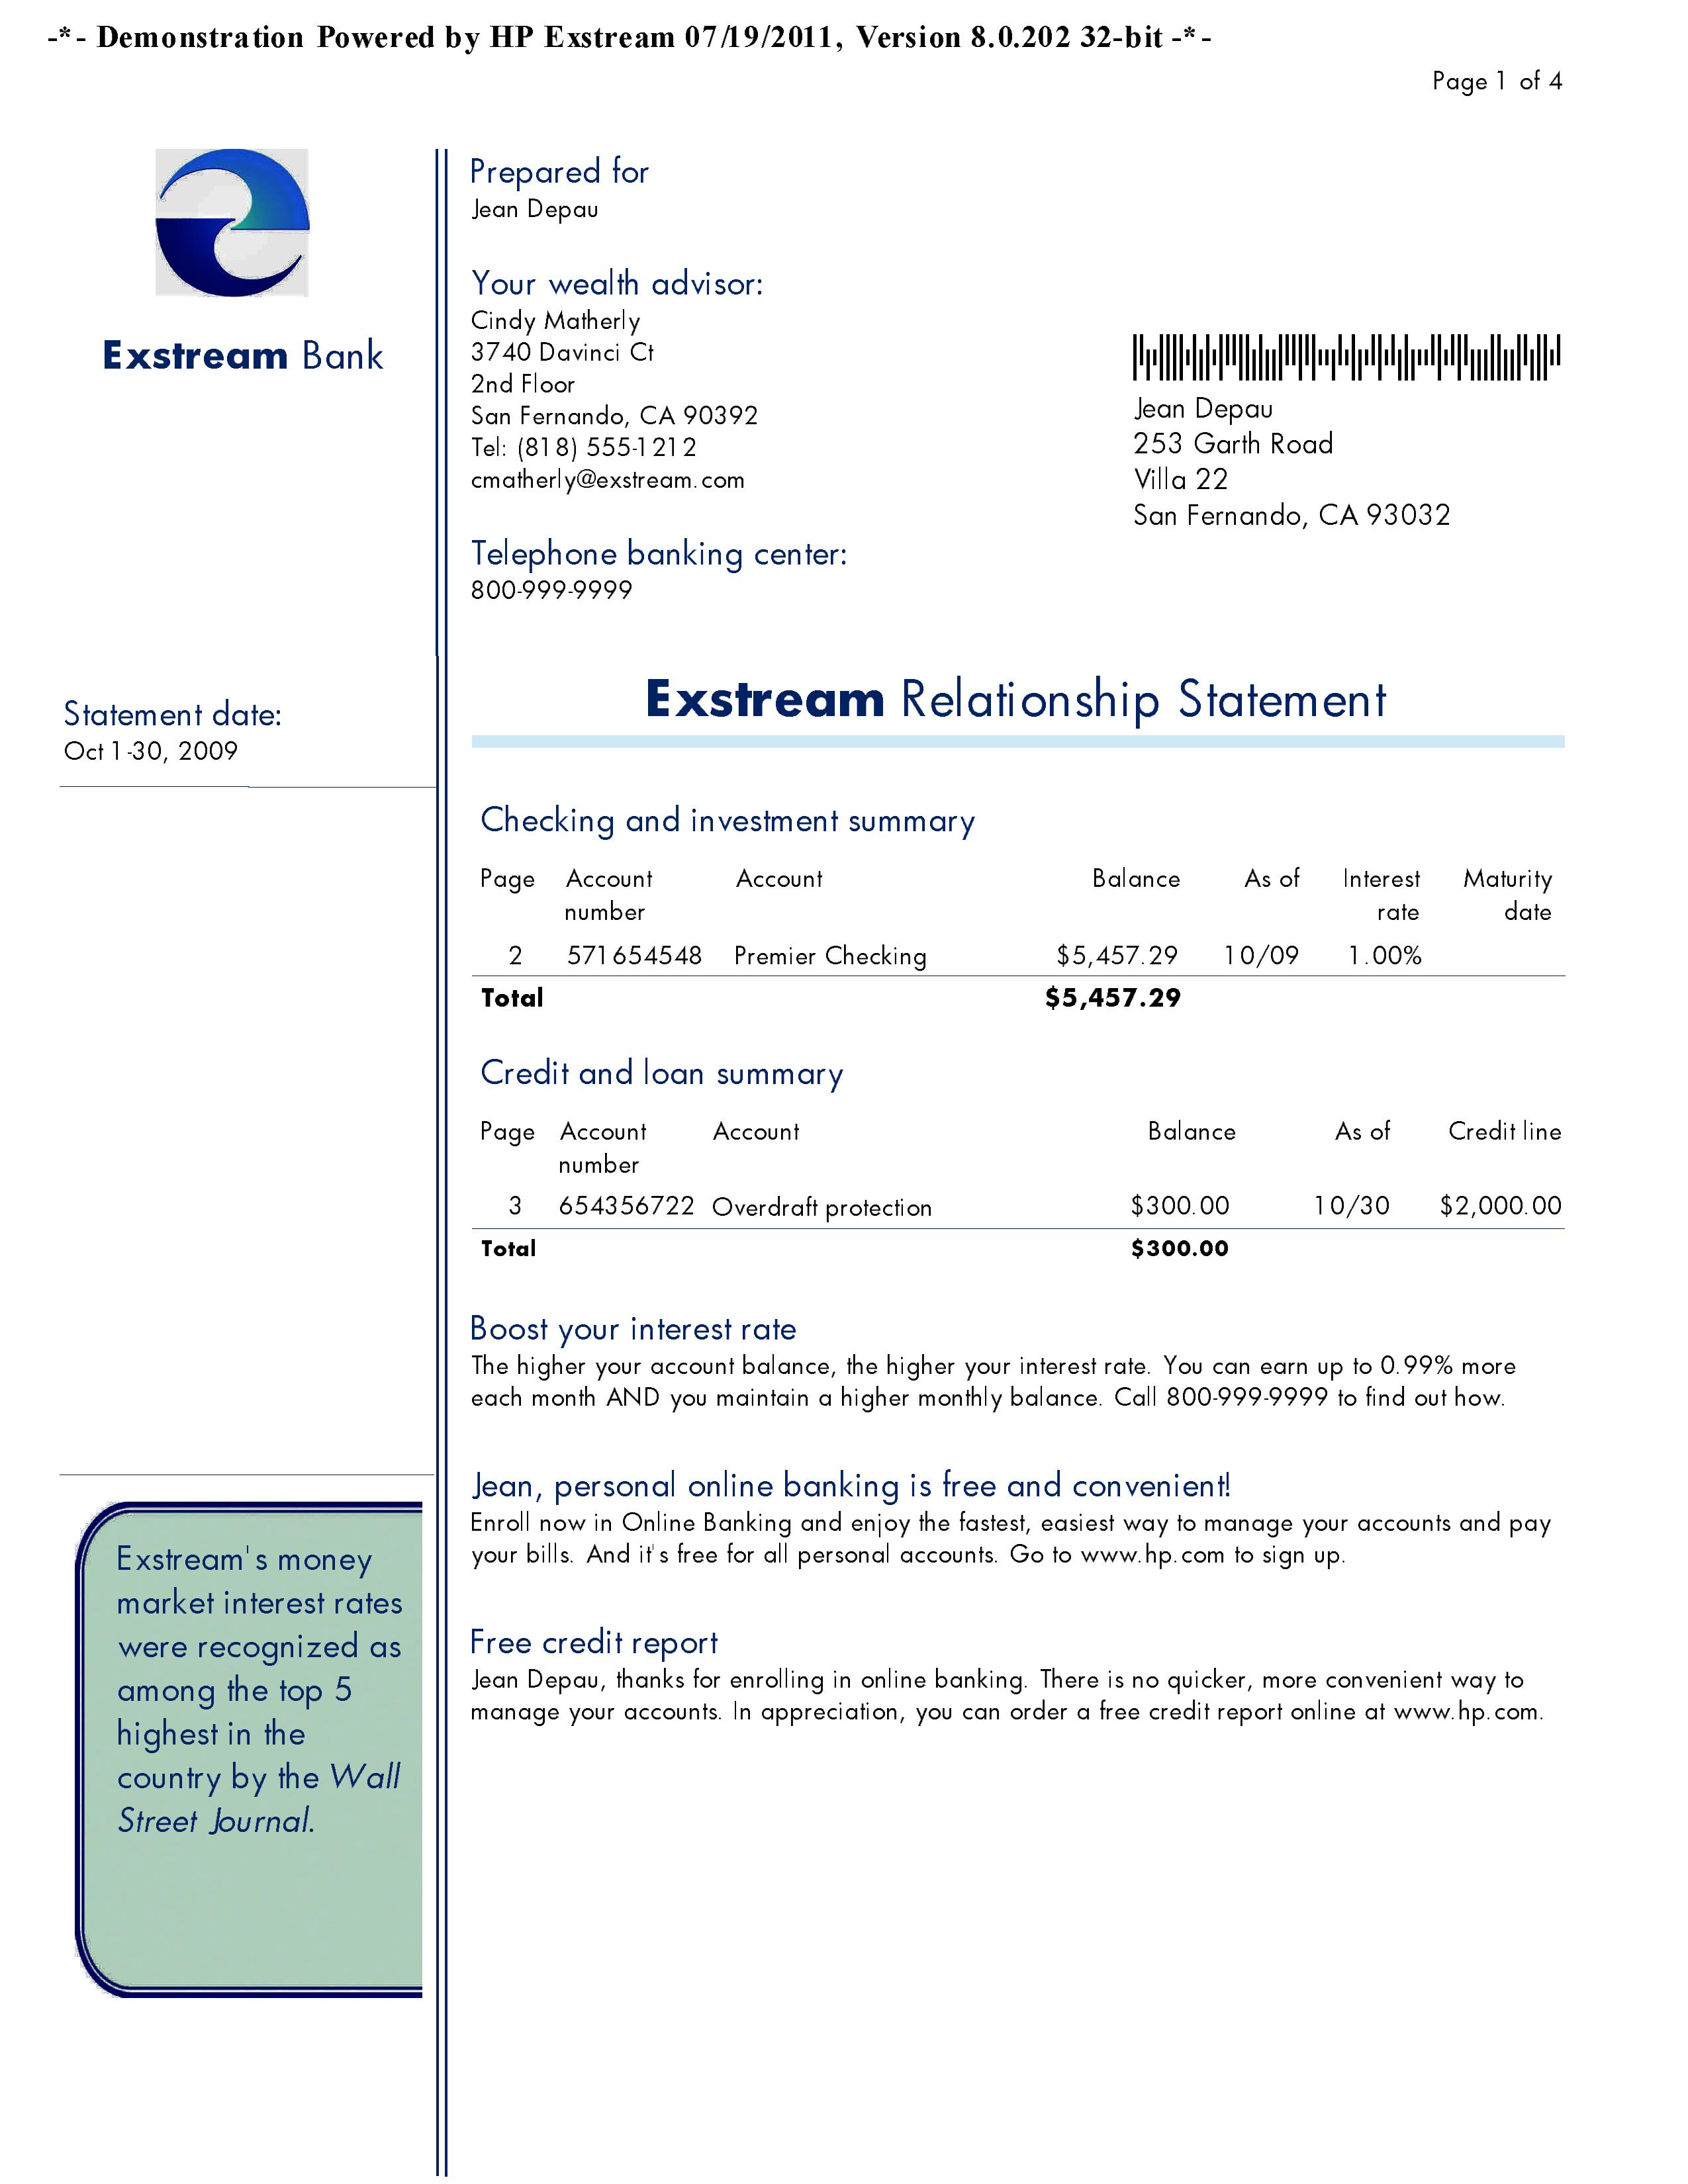 -*- Demonstration Powered by HP Exstream 07/19/2011, Version 8.0.202 32-bit -*-
Page 1 of 4
Exstream Bank
Prepared for
Jean Depau
Your wealth advisor:
Cindy Matherly
3740 Davinci Ct
2nd Floor
San Fernando, CA 90392
Tel: (818) 555-1212
cmatherly@exstream.com
Telephone banking center:
800-999-9999
Jean Depau
253 Garth Road
Villa 22
San Fernando, CA 93032
Statement date:
Oct 1-30, 2009
Exstream Relationship Statement
Checking and investment summary
Page Account Account Balance As of Interest Maturity
number rate date
2 571654548 Premier Checking $5,457.29 10/09 1.00%
Total $5,457.29
Credit and loan summary
Page Account Account Balance As of Credit line
number
3 654356722 Overdraft protection $300.00 10/30 $2,000.00
Total $300.00
Boost your interest rate
The higher your account balance, the higher your interest rate. You can earn up to 0.99% more
each month AND you maintain a higher monthly balance. Call 800-999-9999 to find out how.
Jean, personal online banking is free and convenient!
Enroll now in Online Banking and enjoy the fastest, easiest way to manage your accounts and pay
your bills. And it's free for all personal accounts. Go to www.hp.com to sign up.
Free credit report
Jean Depau, thanks for enrolling in online banking. There is no quicker, more convenient way to
manage your accounts. In appreciation, you can order a free credit report online at www.hp.com.
Exstream's money
market interest rates
were recognized as
among the top 5
highest in the
country by the Wall
Street Journal.